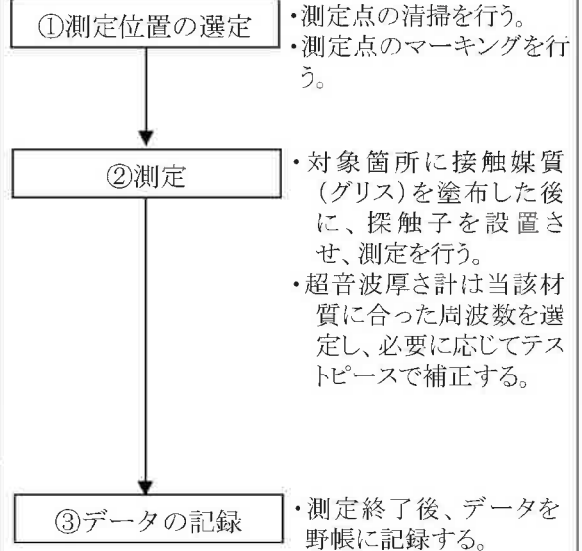 ①測定位置の選定
・測定点の清掃を行う。
・測定点のマーキングを行
う。
②測定
・対象箇所に接触媒質
（グリス）を塗布した後
に、探触子を設置さ
せ、測定を行う。
・超音波厚さ計は当該材
質に合った周波数を選
定し、必要に応じてテス
トピースで補正する。
③データの記録
・測定終了後、データを
野帳に記録する。